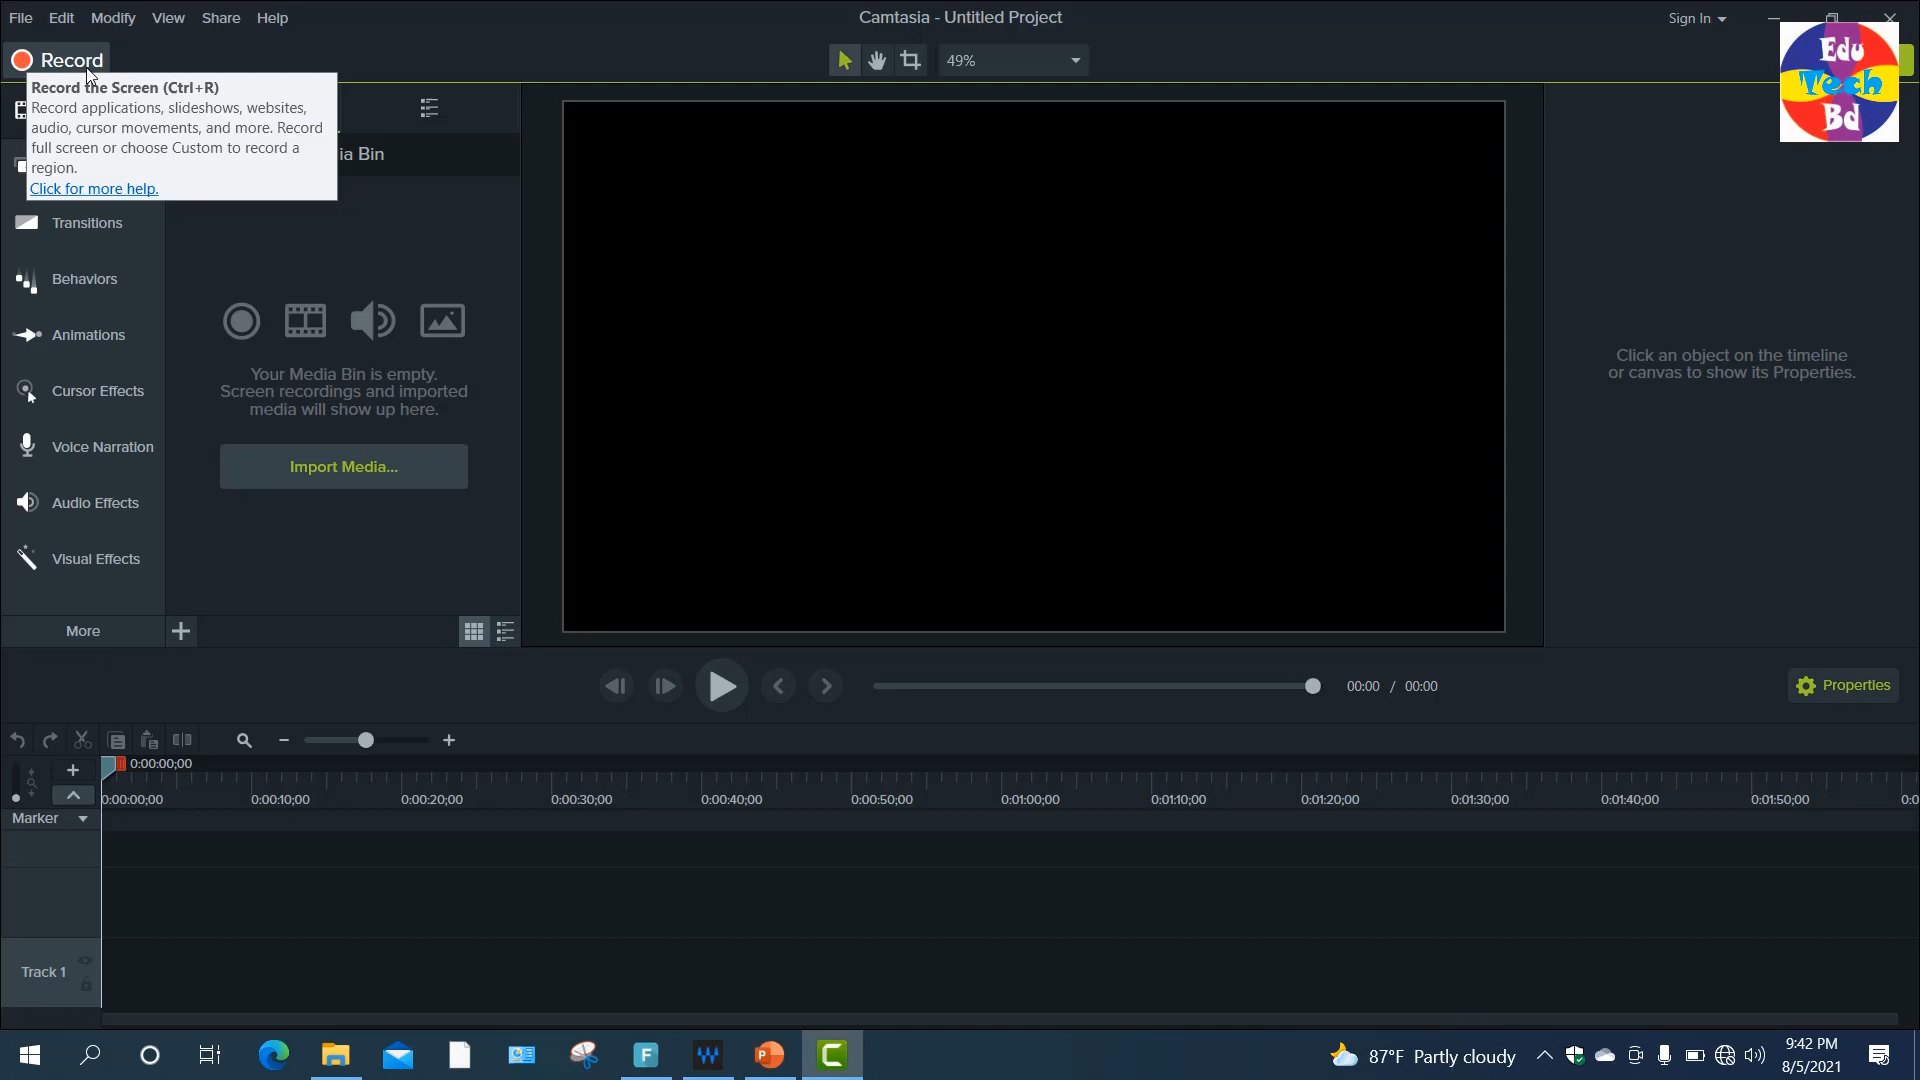 File Edit Modify View Share Help
Camtasia - Untitled Project
Sign In
Record
49%
Edu
Tech
Bd
Record the Screen (Ctrl+R)
Record applications, slideshows, websites,
audio, cursor movements, and more. Record
full screen or choose Custom to record a
region.
Click for more help.
ia Bin
Transitions
Behaviors
Animations
Cursor Effects
Voice Narration
Audio Effects
Visual Effects
More
Your Media Bin is empty.
Screen recordings and imported
media will show up here.
Import Media...
Click an object on the timeline
or canvas to show its Properties.
00:00 / 00:00
Properties
0:00:00;00
0:00:00;00 0:00:10;00 0:00:20;00 0:00:30;00 0:00:40;00 0:00:50;00 0:01:00;00 0:01:10;00 0:01:20;00 0:01:30;00 0:01:40;00 0:01:50;00 0:0
Marker
Track 1
87°F Partly cloudy
9:42 PM
8/5/2021